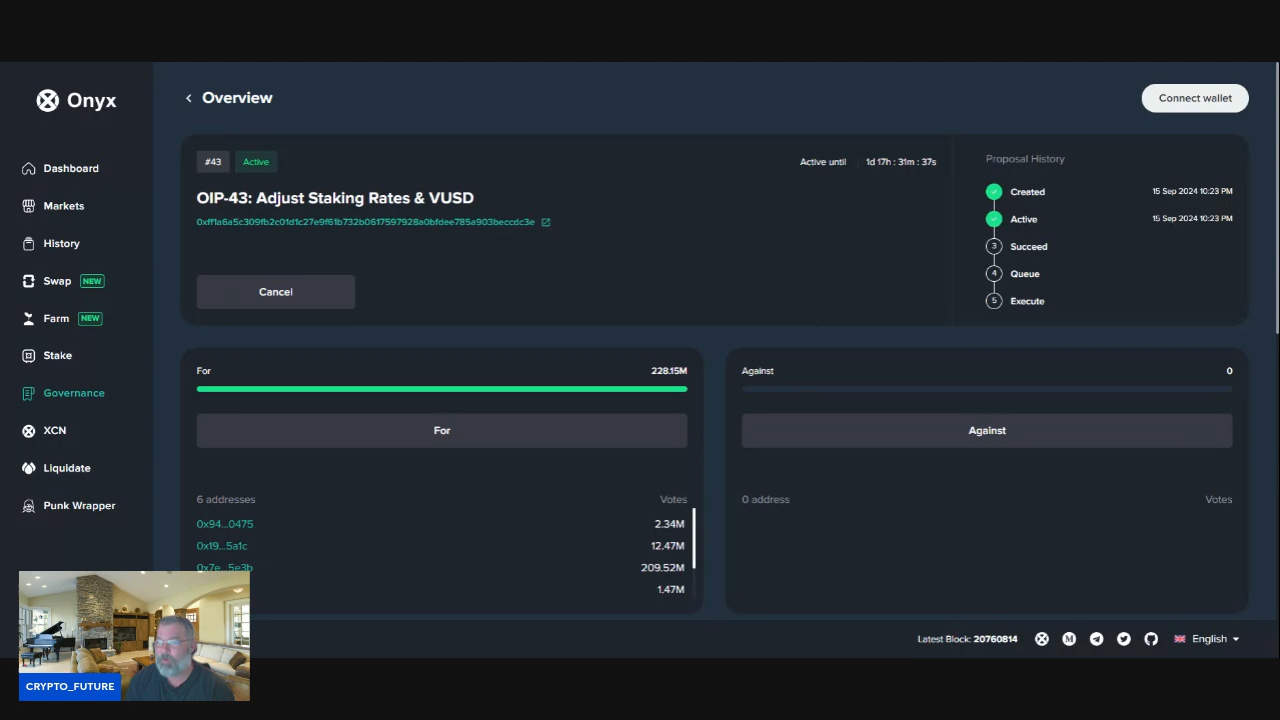 Onyx
Dashboard
Markets
History
Swap NEW
Farm NEW
Stake
Governance
XCN
Liquidate
Punk Wrapper
Overview
Connect wallet
#43 Active
Active until 1d 17h : 31m : 37s
OIP-43: Adjust Staking Rates & VUSD
0xff1a6a5c309fb2c01d1c27e9f61b732b0617597928a0bfdee785a903beccdc3e
Cancel
Proposal History
Created 15 Sep 2024 10:23 PM
Active 15 Sep 2024 10:23 PM
3 Succeed
4 Queue
5 Execute
For 228.15M
For
6 addresses Votes
0x94...0475 2.34M
0x19...5a1c 12.47M
0x7e...5e3b 209.52M
1.47M
Against 0
Against
0 address Votes
Latest Block: 20760814
M
English
CRYPTO_FUTURE